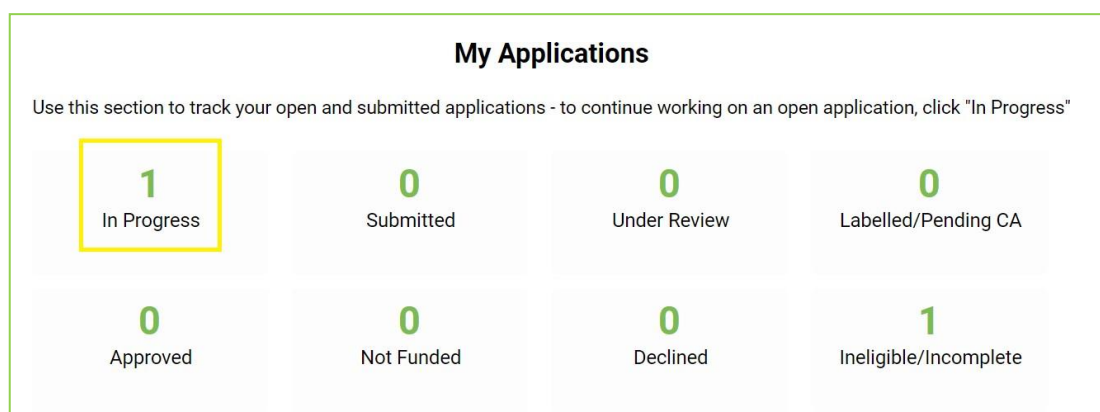 My Applications
Use this section to track your open and submitted applications - to continue working on an open application, click "In Progress"
1
In Progress
0
Submitted
0
Under Review
0
Labelled/Pending CA
0
Approved
0
Not Funded
0
Declined
1
Ineligible/Incomplete